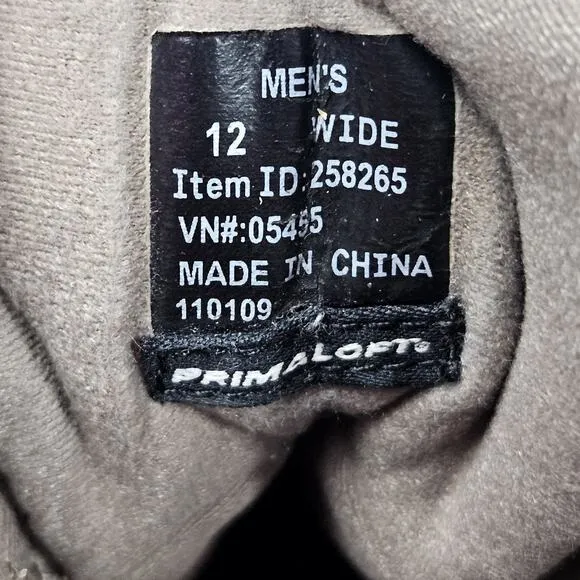 MEN'S
12 WIDE
Item ID:258265
VN#:05455
MADE IN CHINA
110109
PRIMALOFT®